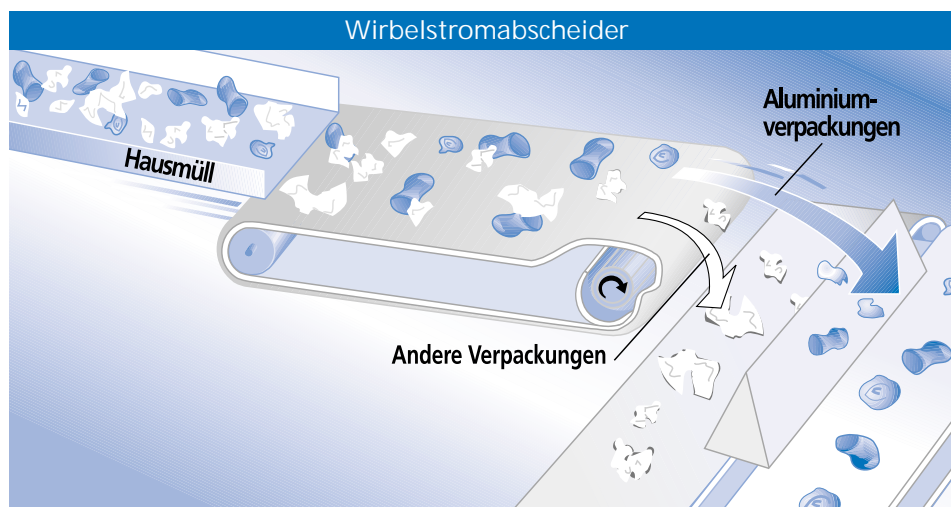 Wirbelstromabscheider
Aluminium-
verpackungen
Hausmüll
Andere Verpackungen